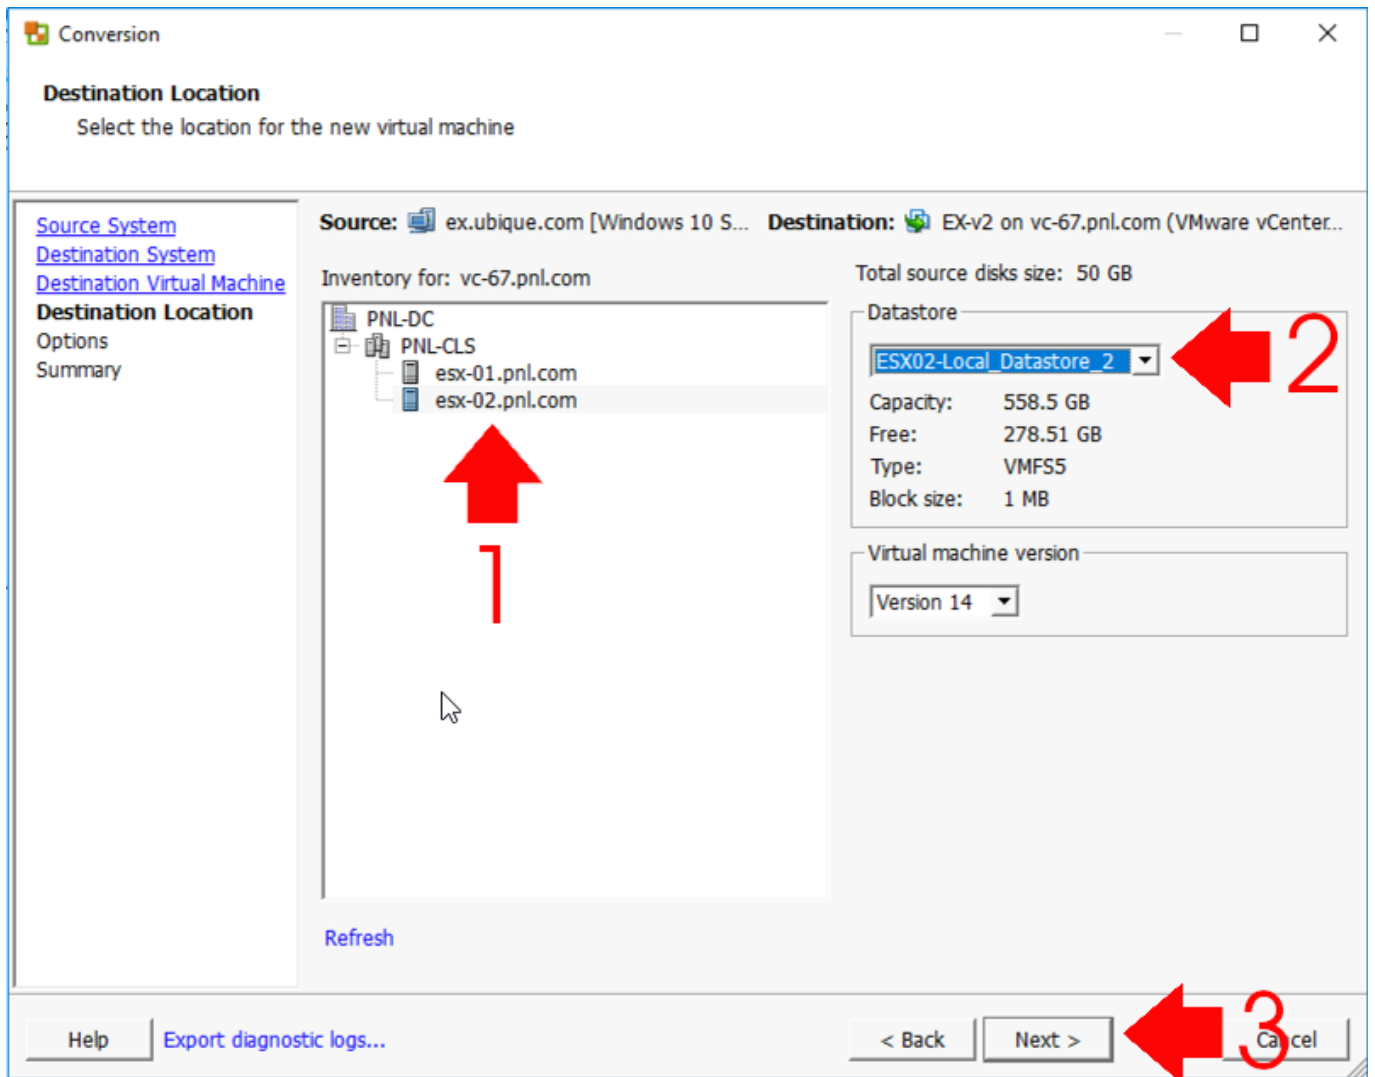 Conversion
Destination Location
Select the location for the new virtual machine
Source System
Destination System
Destination Virtual Machine
Destination Location
Options
Summary
Source: ex.ubique.com [Windows 10 S... Destination: EX-v2 on vc-67.pnl.com (VMware vCenter...
Inventory for: vc-67.pnl.com
PNL-DC
PNL-CLS
esx-01.pnl.com
esx-02.pnl.com
1
Refresh
Total source disks size: 50 GB
Datastore
ESX02-Local_Datastore_2
2
Capacity: 558.5 GB
Free: 278.51 GB
Type: VMFS5
Block size: 1 MB
Virtual machine version
Version 14
Help Export diagnostic logs... < Back Next > Cancel
3